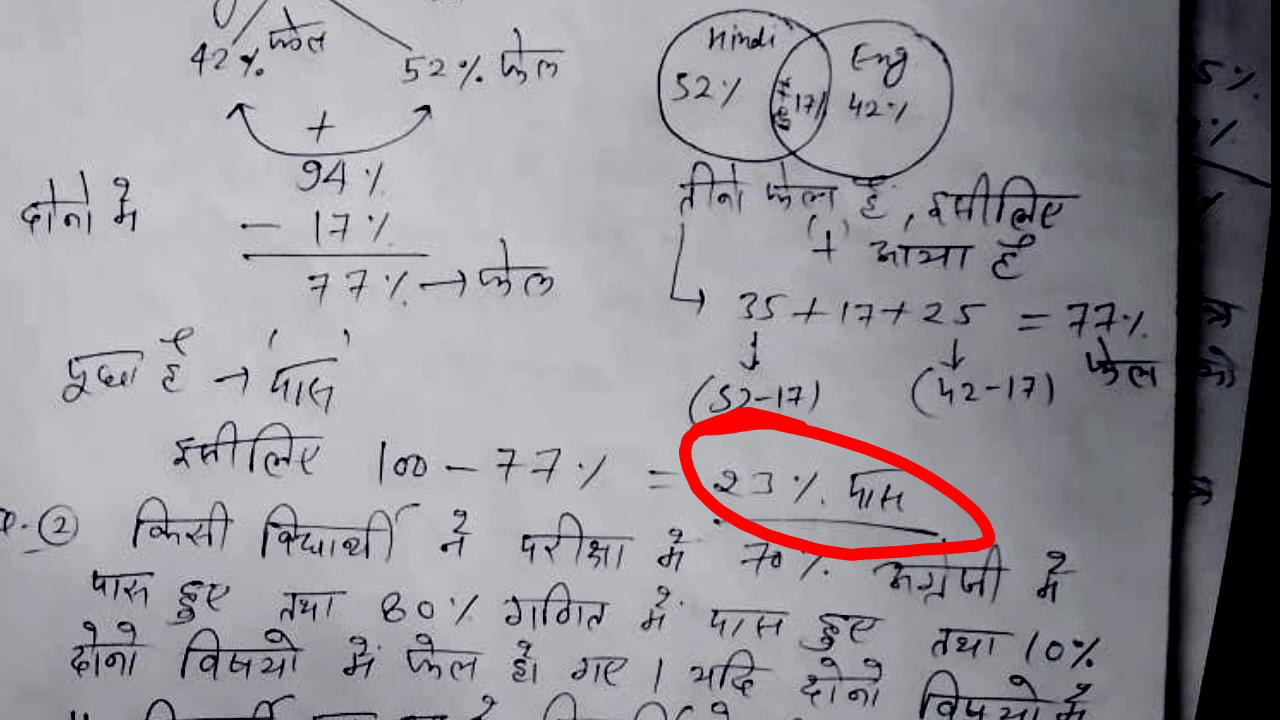 42% फेल
52% फेल
+
94%
दोनो मे - 17%
77% → फेल
पूछा है → 'पास'
इसीलिए 100 - 77% = 23% पास
Hindi
52%
17%
Eng
42%
तीनो फेल है, इसीलिए
'+' आया है
35 + 17 + 25 = 77% फेल
(52-17) (42-17)
② किसी विद्यार्थी ने परीक्षा में 70% अंग्रेजी में
पास हुए तथा 80% गणित में पास हुए तथा 10%
दोनो विषयो में फेल हो गए । यदि दोनो विषयो में
5%
%